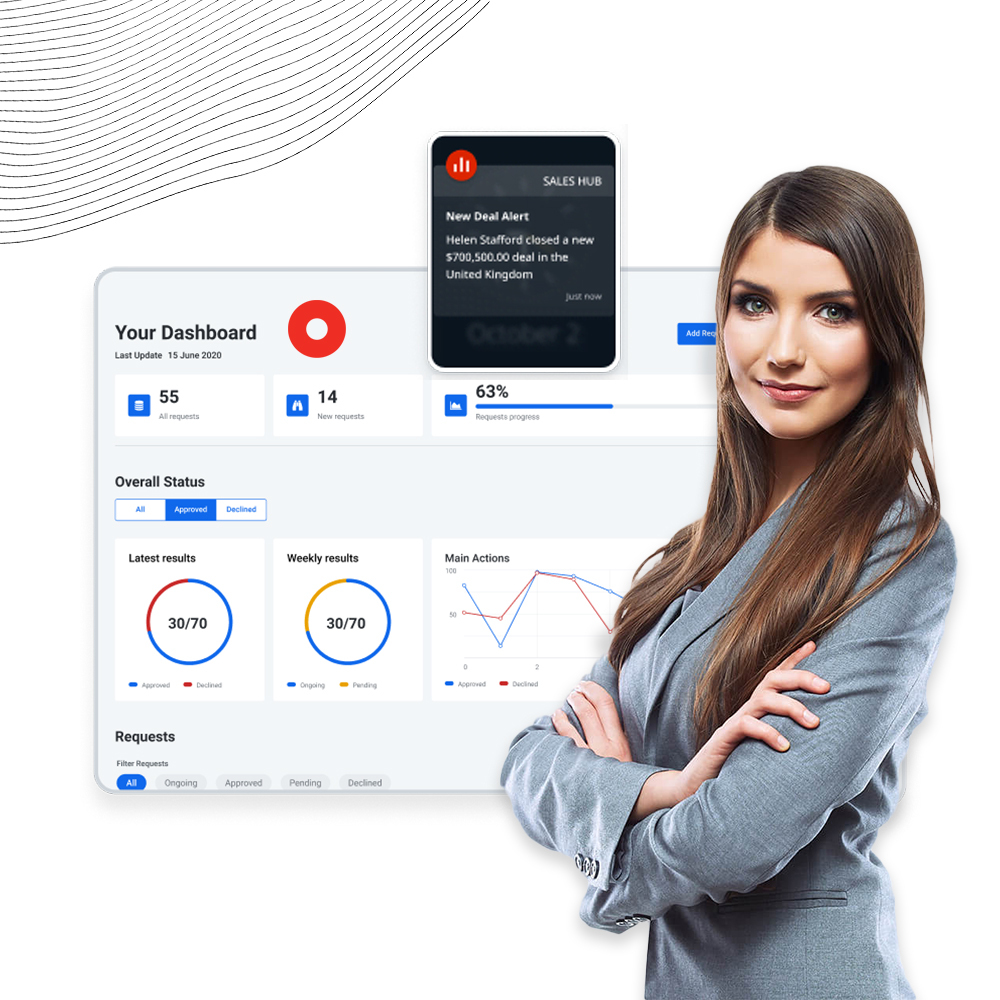 SALES HUB
New Deal Alert
Helen Stafford closed a new
$700,500.00 deal in the
United Kingdom
Just now
October 2
Your Dashboard
Last Update 15 June 2020
Add
55
All requests
14
New requests
63%
Requests progress
Overall Status
All Approved Declined
Latest results
30/70
Approved Declined
Weekly results
30/70
Ongoing Pending
Main Actions
100
50
0 2
Approved Declined
Requests
Filter Requests
All Ongoing Approved Pending Declined